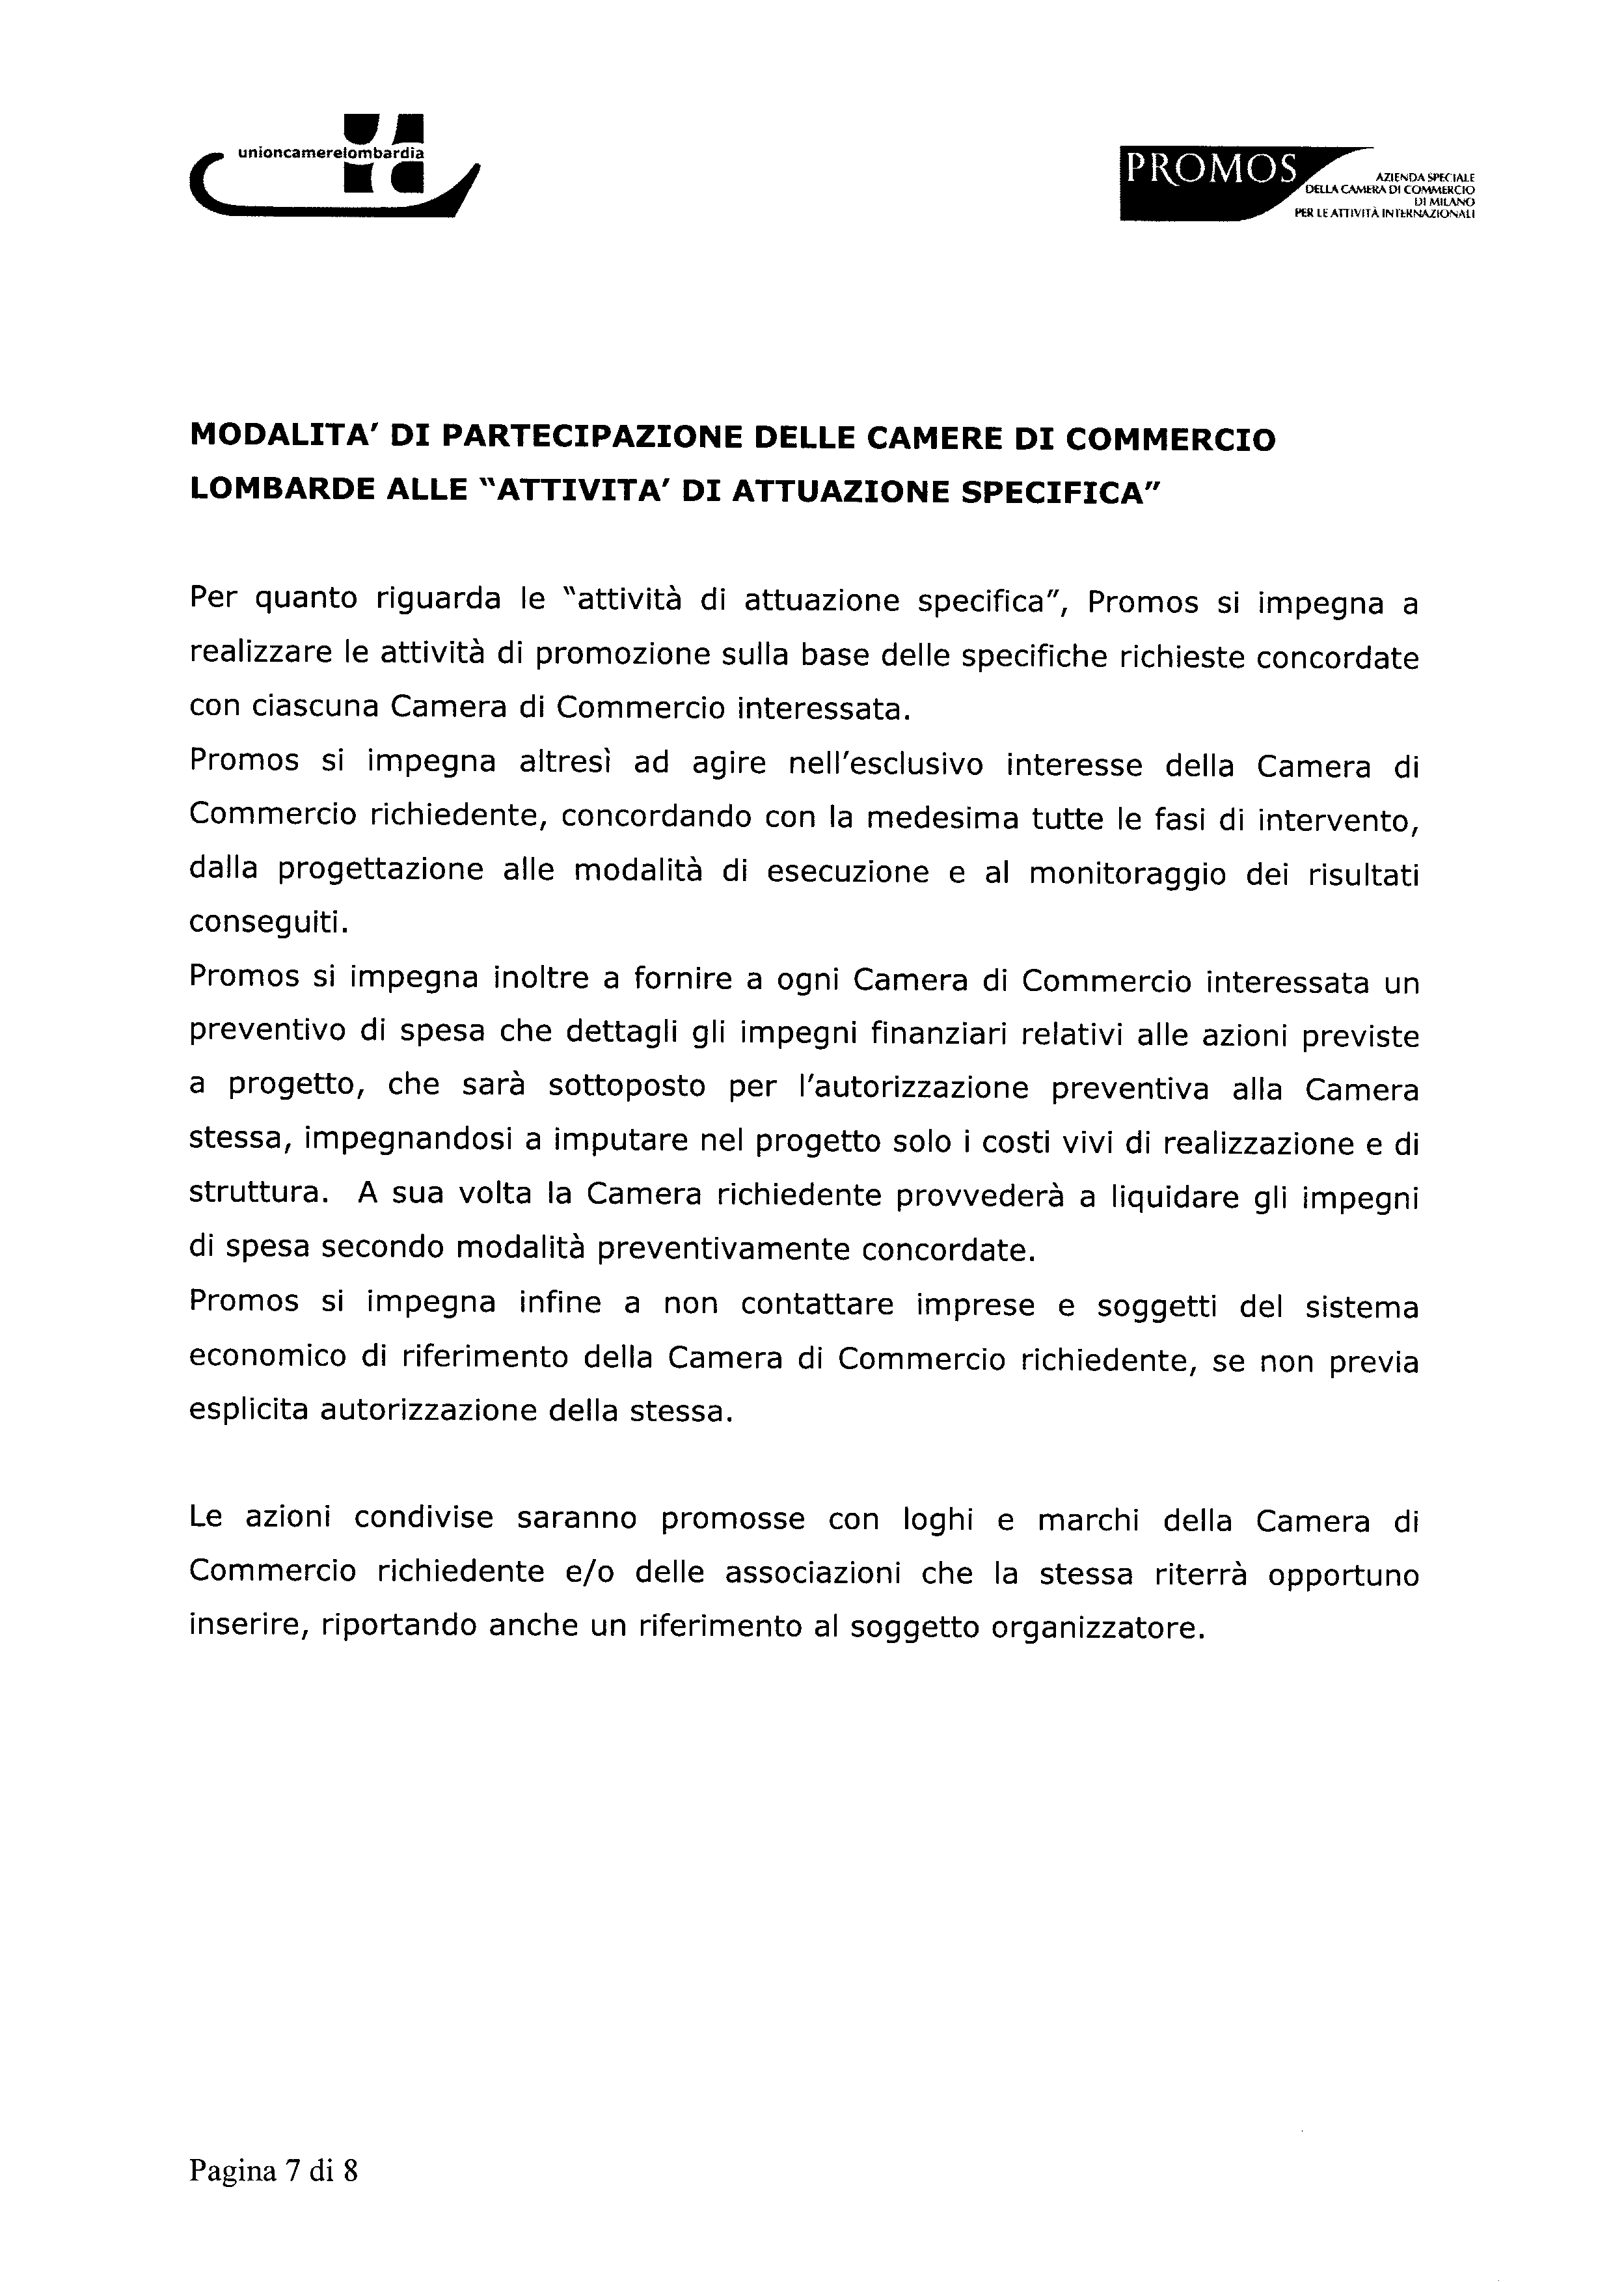 unioncamerelombardia
PROMOS
AZIENDA SPECIALE
DELLA CAMERA DI COMMERCIO
DI MILANO
PER LE ATTIVITÀ INTERNAZIONALI
MODALITA' DI PARTECIPAZIONE DELLE CAMERE DI COMMERCIO
LOMBARDE ALLE "ATTIVITA' DI ATTUAZIONE SPECIFICA"
Per quanto riguarda le "attività di attuazione specifica", Promos si impegna a
realizzare le attività di promozione sulla base delle specifiche richieste concordate
con ciascuna Camera di Commercio interessata.
Promos si impegna altresì ad agire nell'esclusivo interesse della Camera di
Commercio richiedente, concordando con la medesima tutte le fasi di intervento,
dalla progettazione alle modalità di esecuzione e al monitoraggio dei risultati
conseguiti.
Promos si impegna inoltre a fornire a ogni Camera di Commercio interessata un
preventivo di spesa che dettagli gli impegni finanziari relativi alle azioni previste
a progetto, che sarà sottoposto per l'autorizzazione preventiva alla Camera
stessa, impegnandosi a imputare nel progetto solo i costi vivi di realizzazione e di
struttura. A sua volta la Camera richiedente provvederà a liquidare gli impegni
di spesa secondo modalità preventivamente concordate.
Promos si impegna infine a non contattare imprese e soggetti del sistema
economico di riferimento della Camera di Commercio richiedente, se non previa
esplicita autorizzazione della stessa.
Le azioni condivise saranno promosse con loghi e marchi della Camera di
Commercio richiedente e/o delle associazioni che la stessa riterrà opportuno
inserire, riportando anche un riferimento al soggetto organizzatore.
Pagina 7 di 8